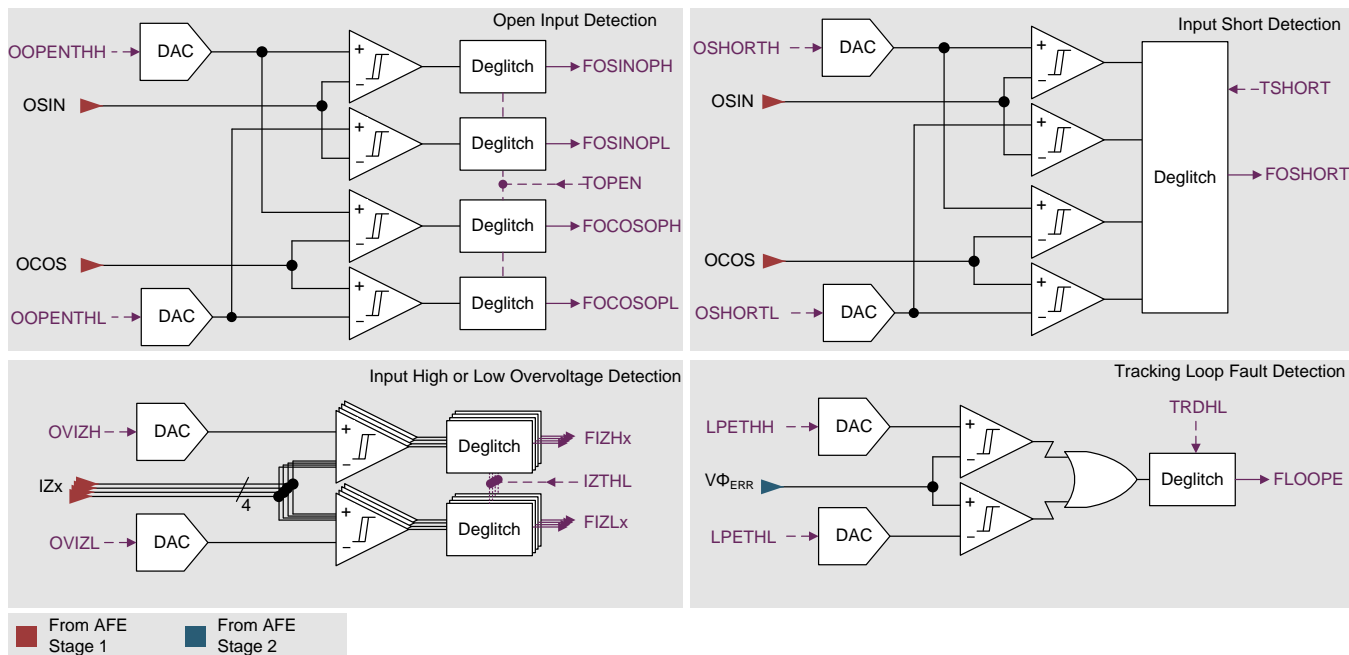 Open Input Detection
OOPENTHH
DAC
+
−
Deglitch
FOSINOPH
OSIN
+
−
Deglitch
FOSINOPL
TOPEN
+
−
Deglitch
FOCOSOPH
OCOS
+
−
Deglitch
FOCOSOPL
OOPENTHL
DAC
Input Short Detection
OSHORTH
DAC
+
−
TSHORT
OSIN
+
−
Deglitch
FOSHORT
+
−
OCOS
+
−
OSHORTL
DAC
Input High or Low Overvoltage Detection
OVIZH
DAC
+
−
Deglitch
FIZHx
IZx
4
IZTHL
+
−
Deglitch
FIZLx
OVIZL
DAC
Tracking Loop Fault Detection
TRDHL
LPETHH
DAC
+
−
VΦERR
Deglitch
FLOOPE
+
−
LPETHL
DAC
From AFE
Stage 1
From AFE
Stage 2